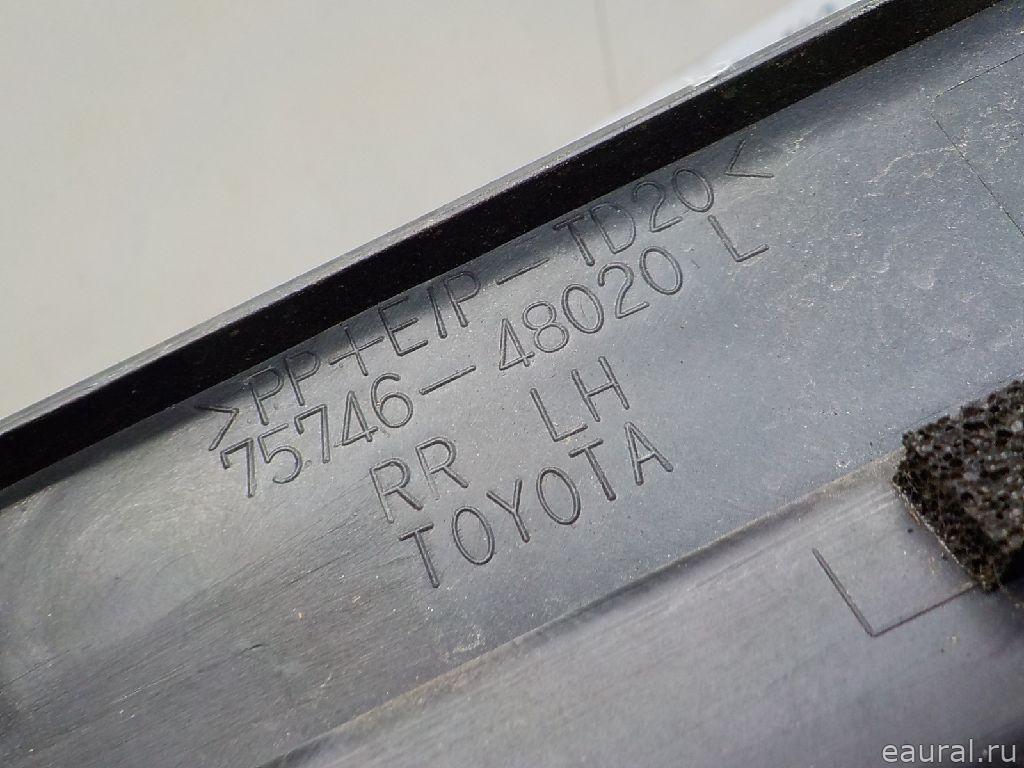 >PP+E/P-TD20<
75746-48020 L
RR LH
TOYOTA
L
eaural.ru